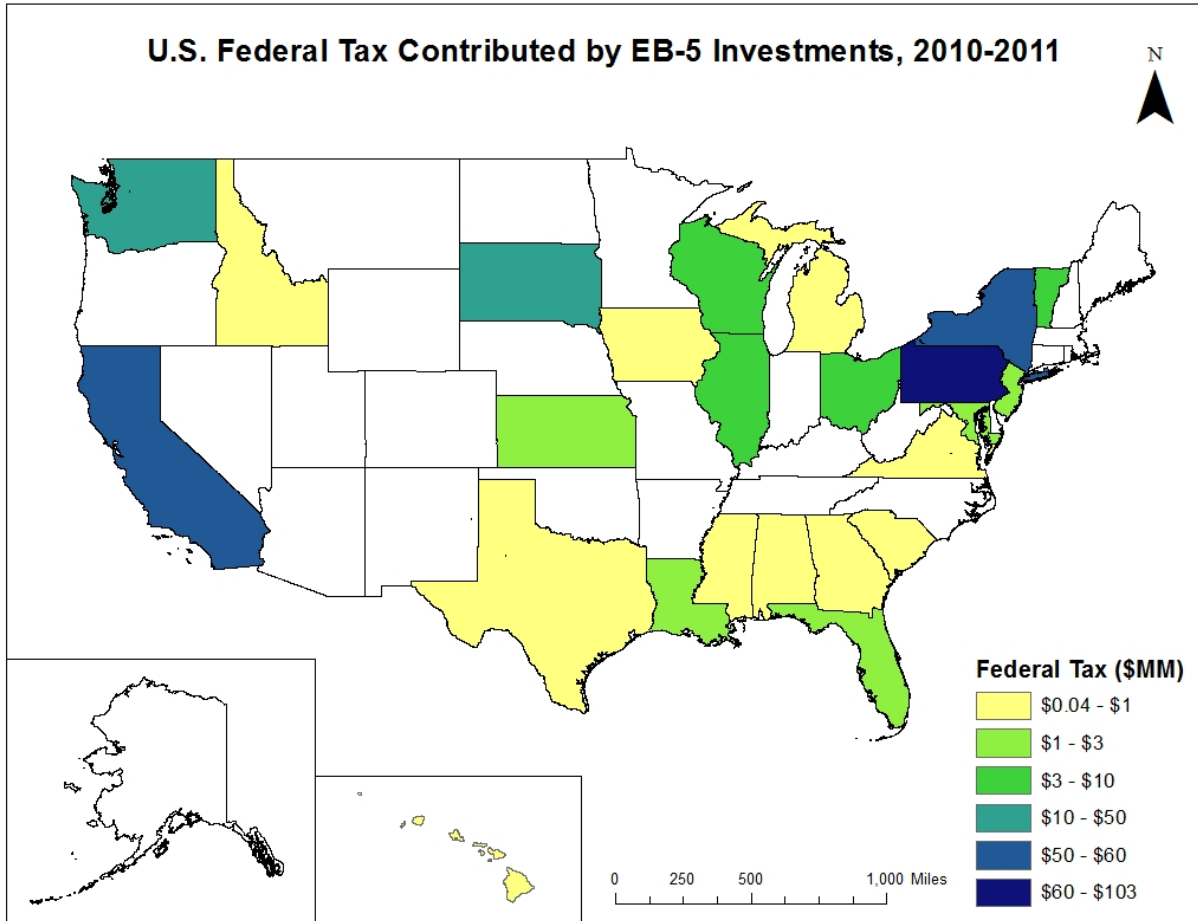 U.S. Federal Tax Contributed by EB-5 Investments, 2010-2011
N
Federal Tax ($MM)
$0.04 - $1
$1 - $3
$3 - $10
$10 - $50
$50 - $60
$60 - $103
0 250 500 1,000 Miles